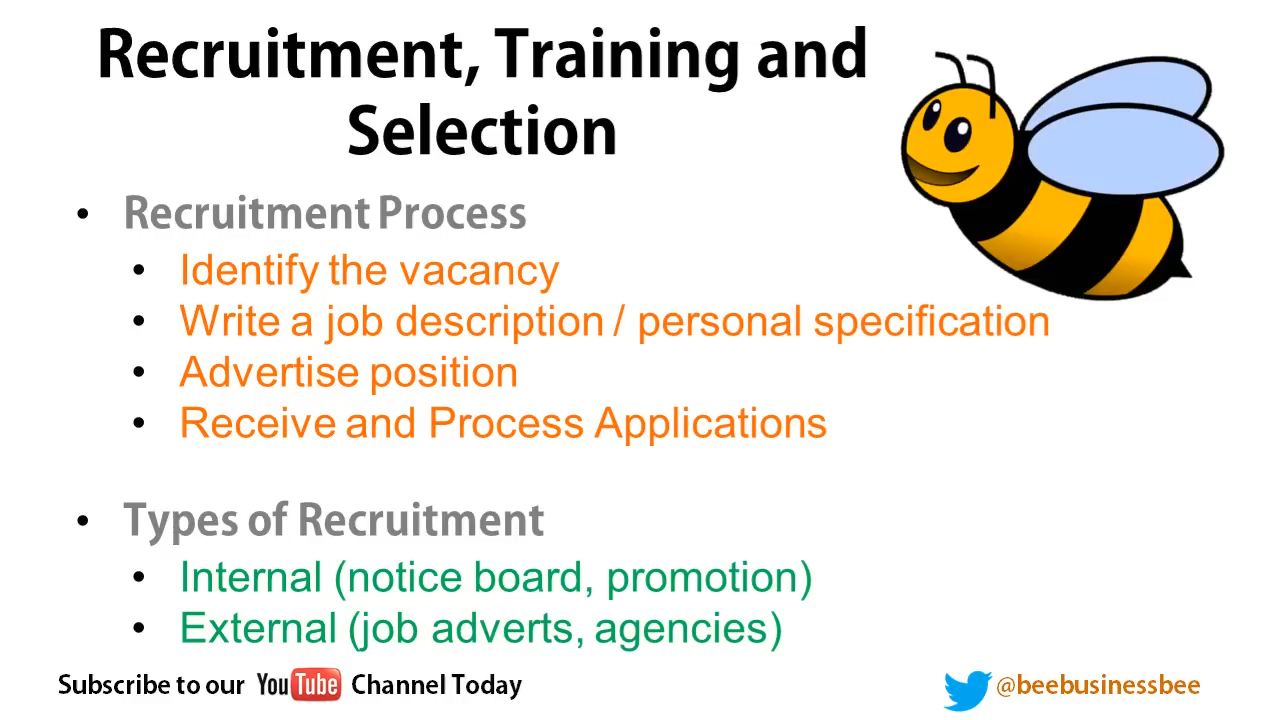 Recruitment, Training and
Selection
• Recruitment Process
• Identify the vacancy
• Write a job description / personal specification
• Advertise position
• Receive and Process Applications
• Types of Recruitment
• Internal (notice board, promotion)
• External (job adverts, agencies)
Subscribe to our YouTube Channel Today
@beebusinessbee